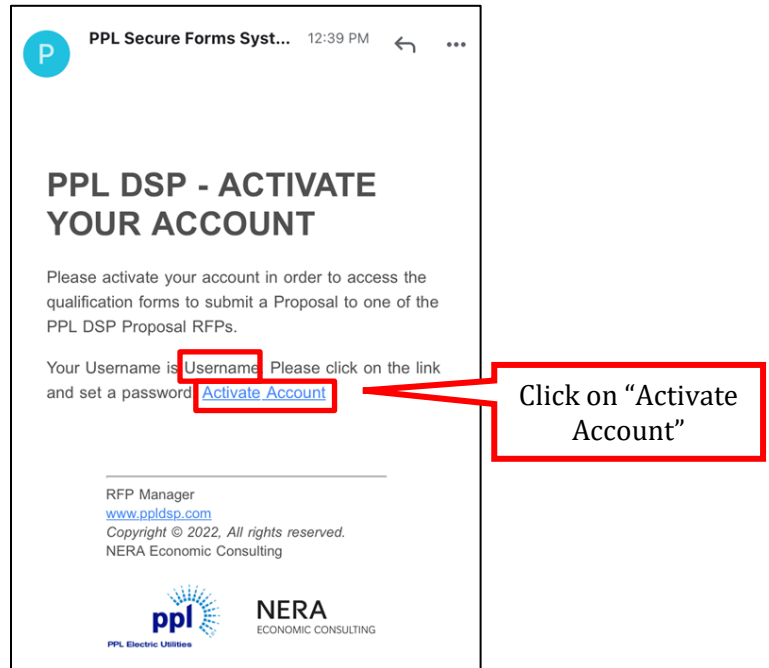 P
PPL Secure Forms Syst... 12:39 PM
PPL DSP - ACTIVATE
YOUR ACCOUNT
Please activate your account in order to access the
qualification forms to submit a Proposal to one of the
PPL DSP Proposal RFPs.
Your Username is Username. Please click on the link
and set a password Activate Account
Click on “Activate
Account”
RFP Manager
www.ppldsp.com
Copyright © 2022, All rights reserved.
NERA Economic Consulting
ppl
PPL Electric Utilities
NERA
ECONOMIC CONSULTING